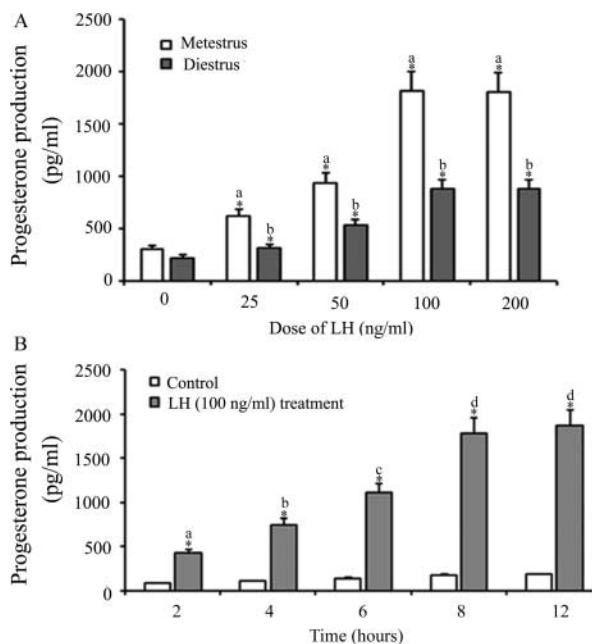 A
Progesterone production
(pg/ml)
2500
2000
1500
1000
500
0
Metestrus
Diestrus
a
*
b
*
a
*
b
*
a
*
b
*
a
*
b
*
0 25 50 100 200
Dose of LH (ng/ml)
B
Progesterone production
(pg/ml)
2500
2000
1500
1000
500
0
Control
LH (100 ng/ml) treatment
a
*
b
*
c
*
d
*
d
*
2 4 6 8 12
Time (hours)